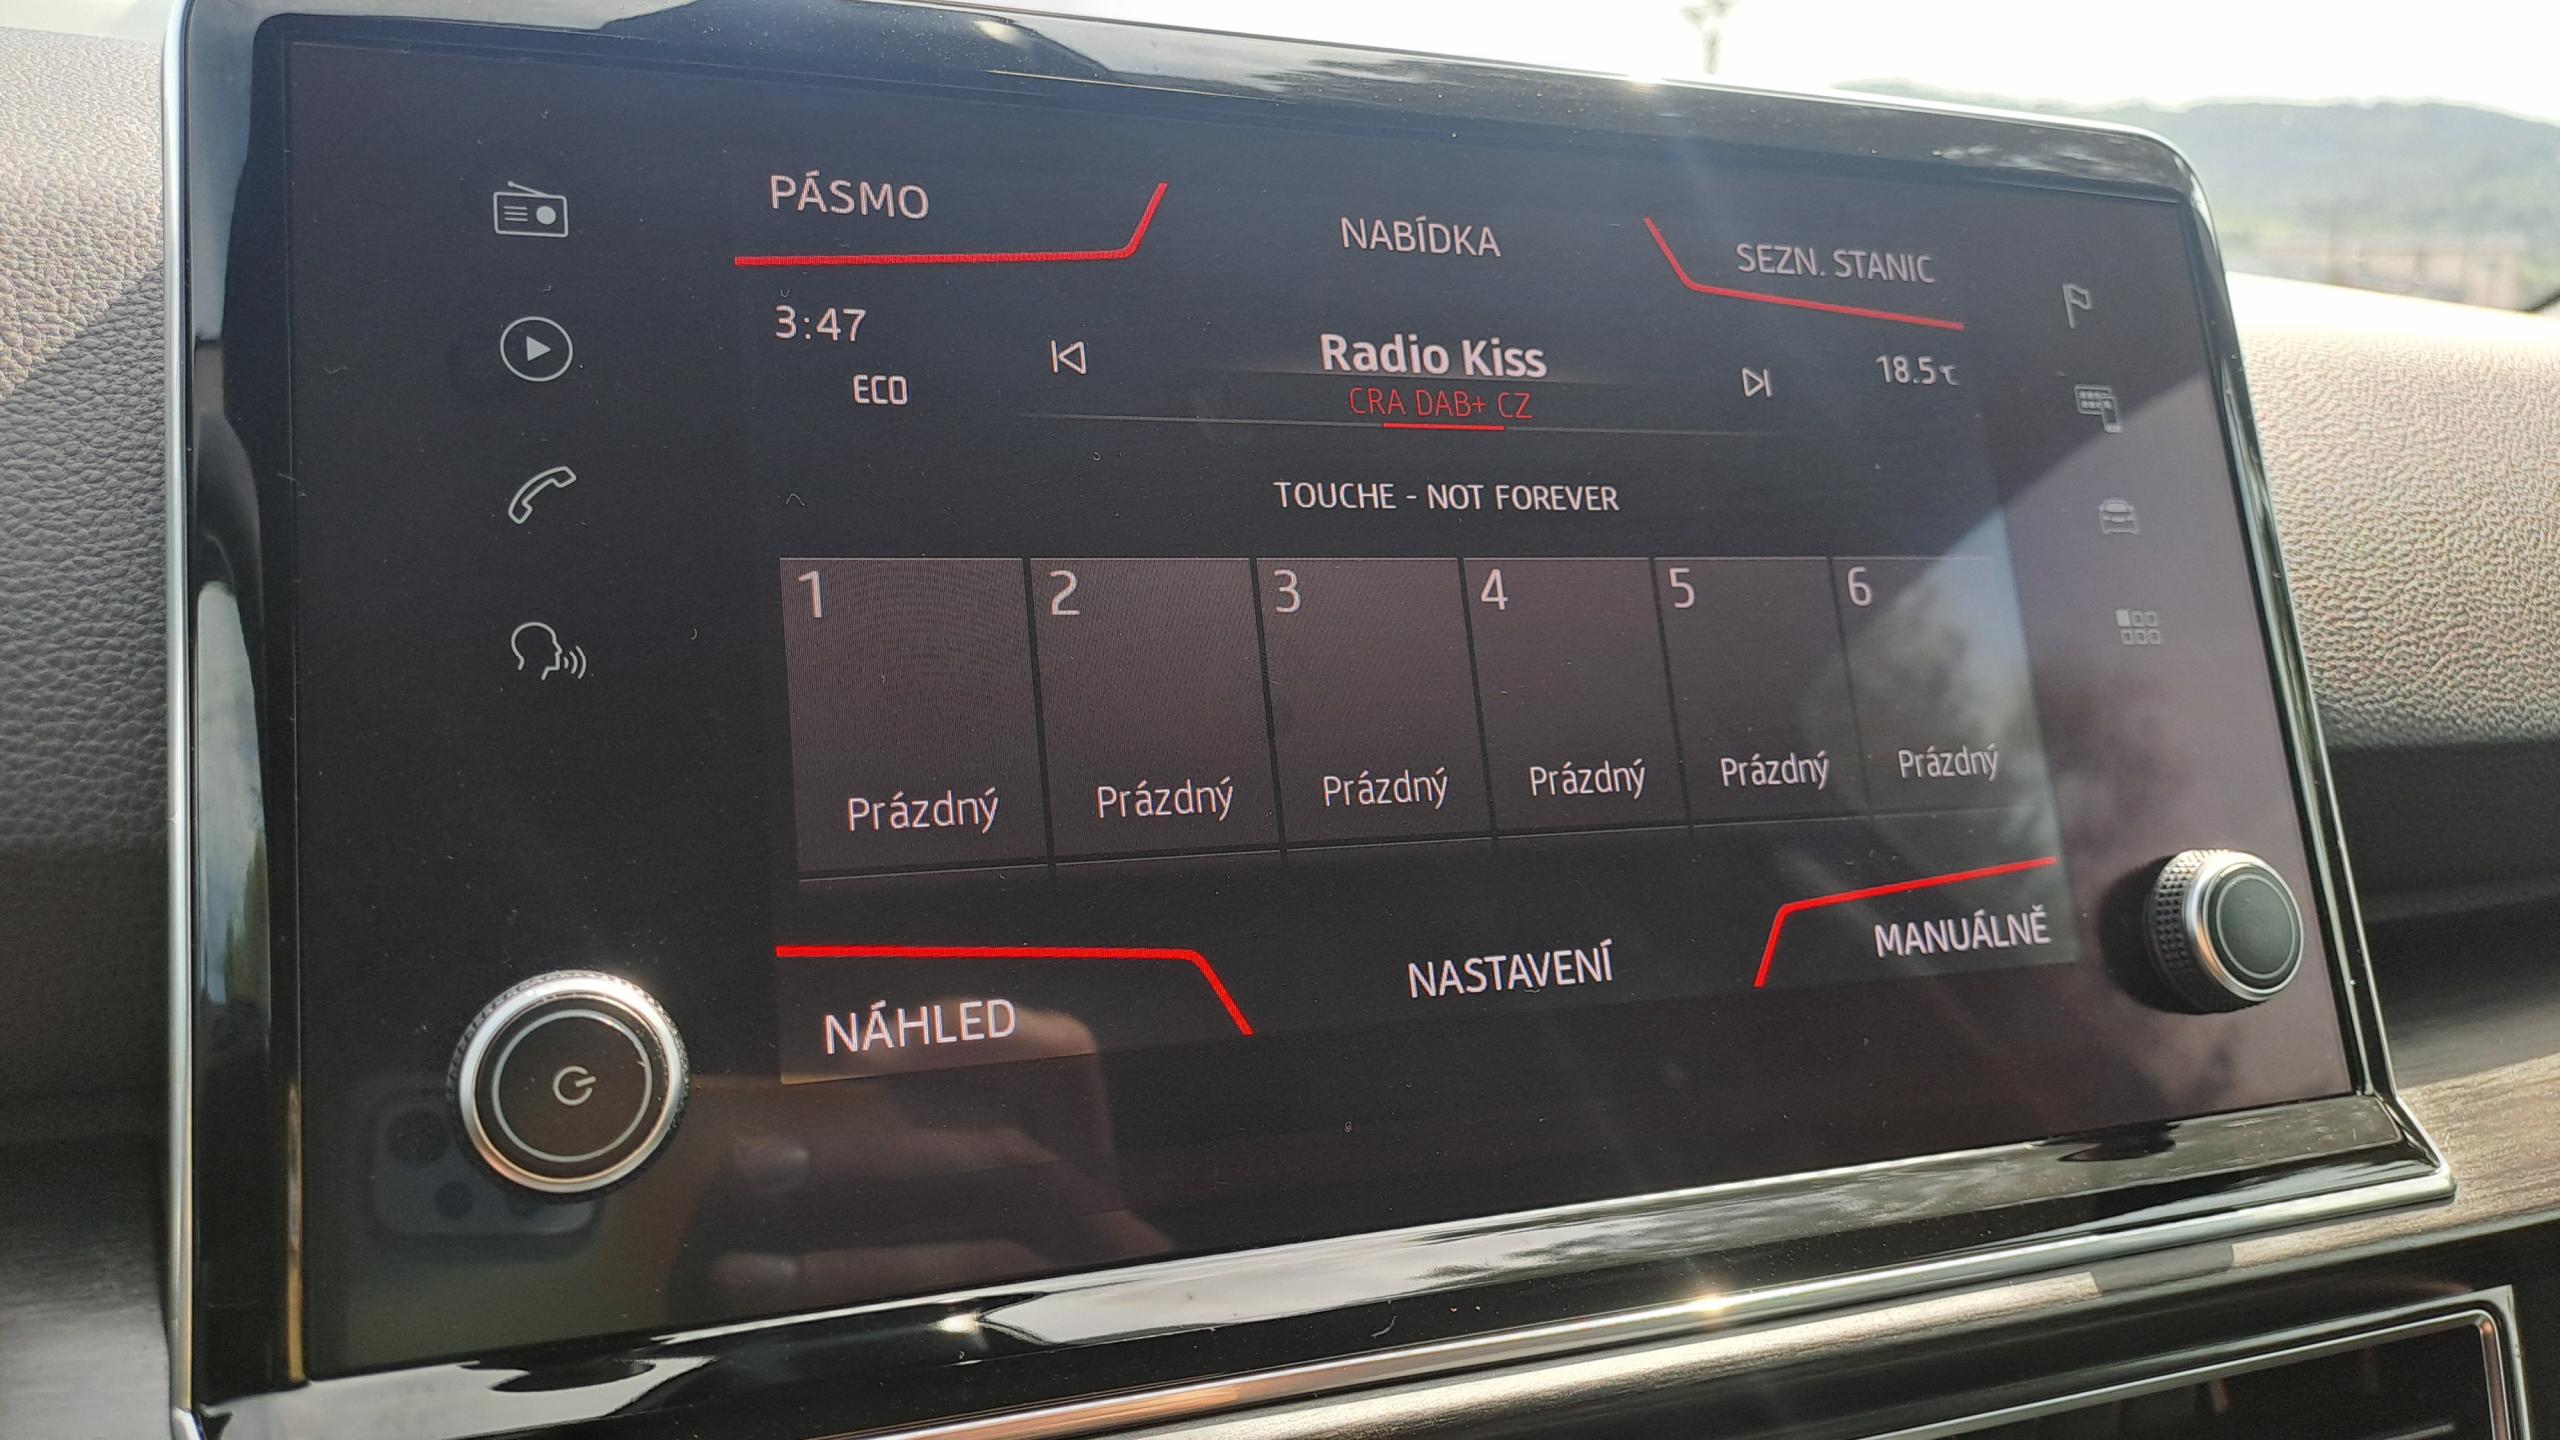 PÁSMO
NABÍDKA
SEZN. STANIC
3:47
ECO
Radio Kiss
CRA DAB+ CZ
18.5℃
TOUCHE - NOT FOREVER
1
2
3
4
5
6
Prázdný
Prázdný
Prázdný
Prázdný
Prázdný
Prázdný
NÁHLED
NASTAVENÍ
MANUÁLNĚ